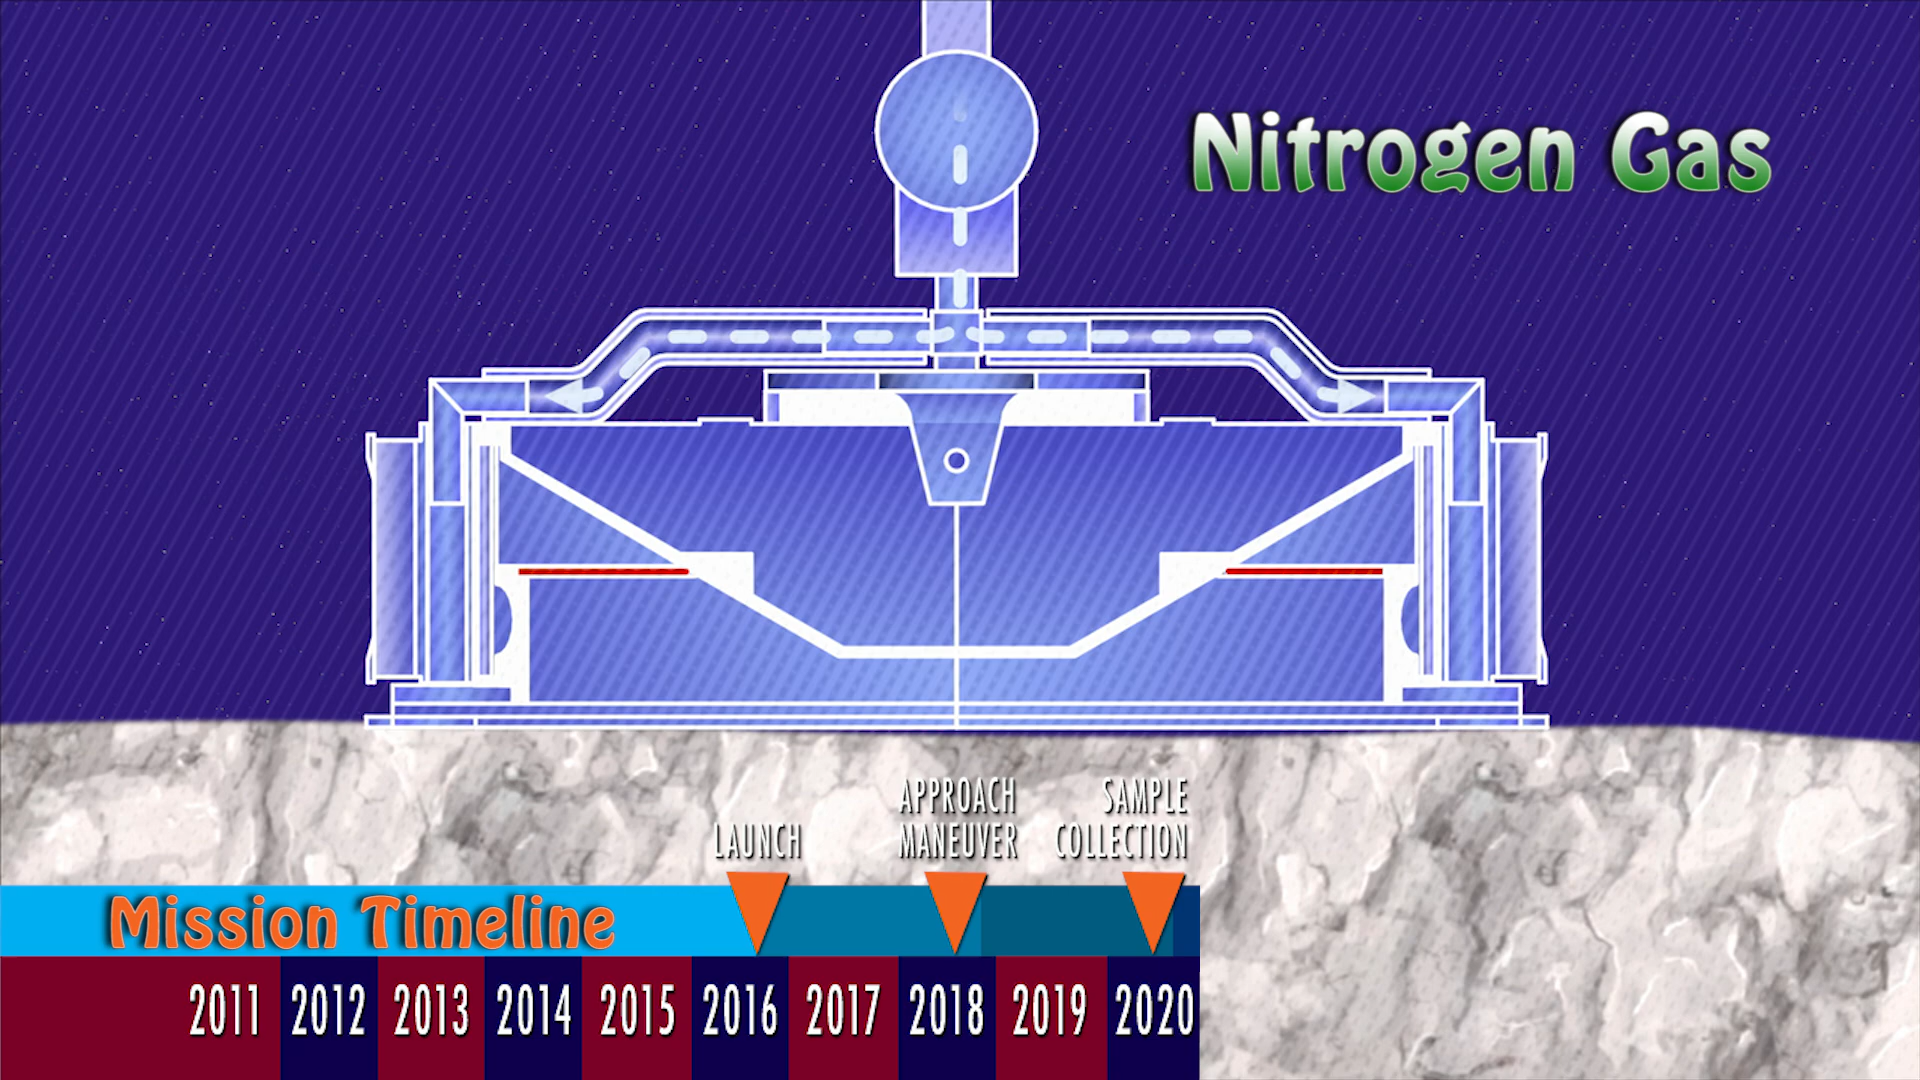 Nitrogen Gas
LAUNCH
APPROACH
MANEUVER
SAMPLE
COLLECTION
Mission Timeline
2011 2012 2013 2014 2015 2016 2017 2018 2019 2020